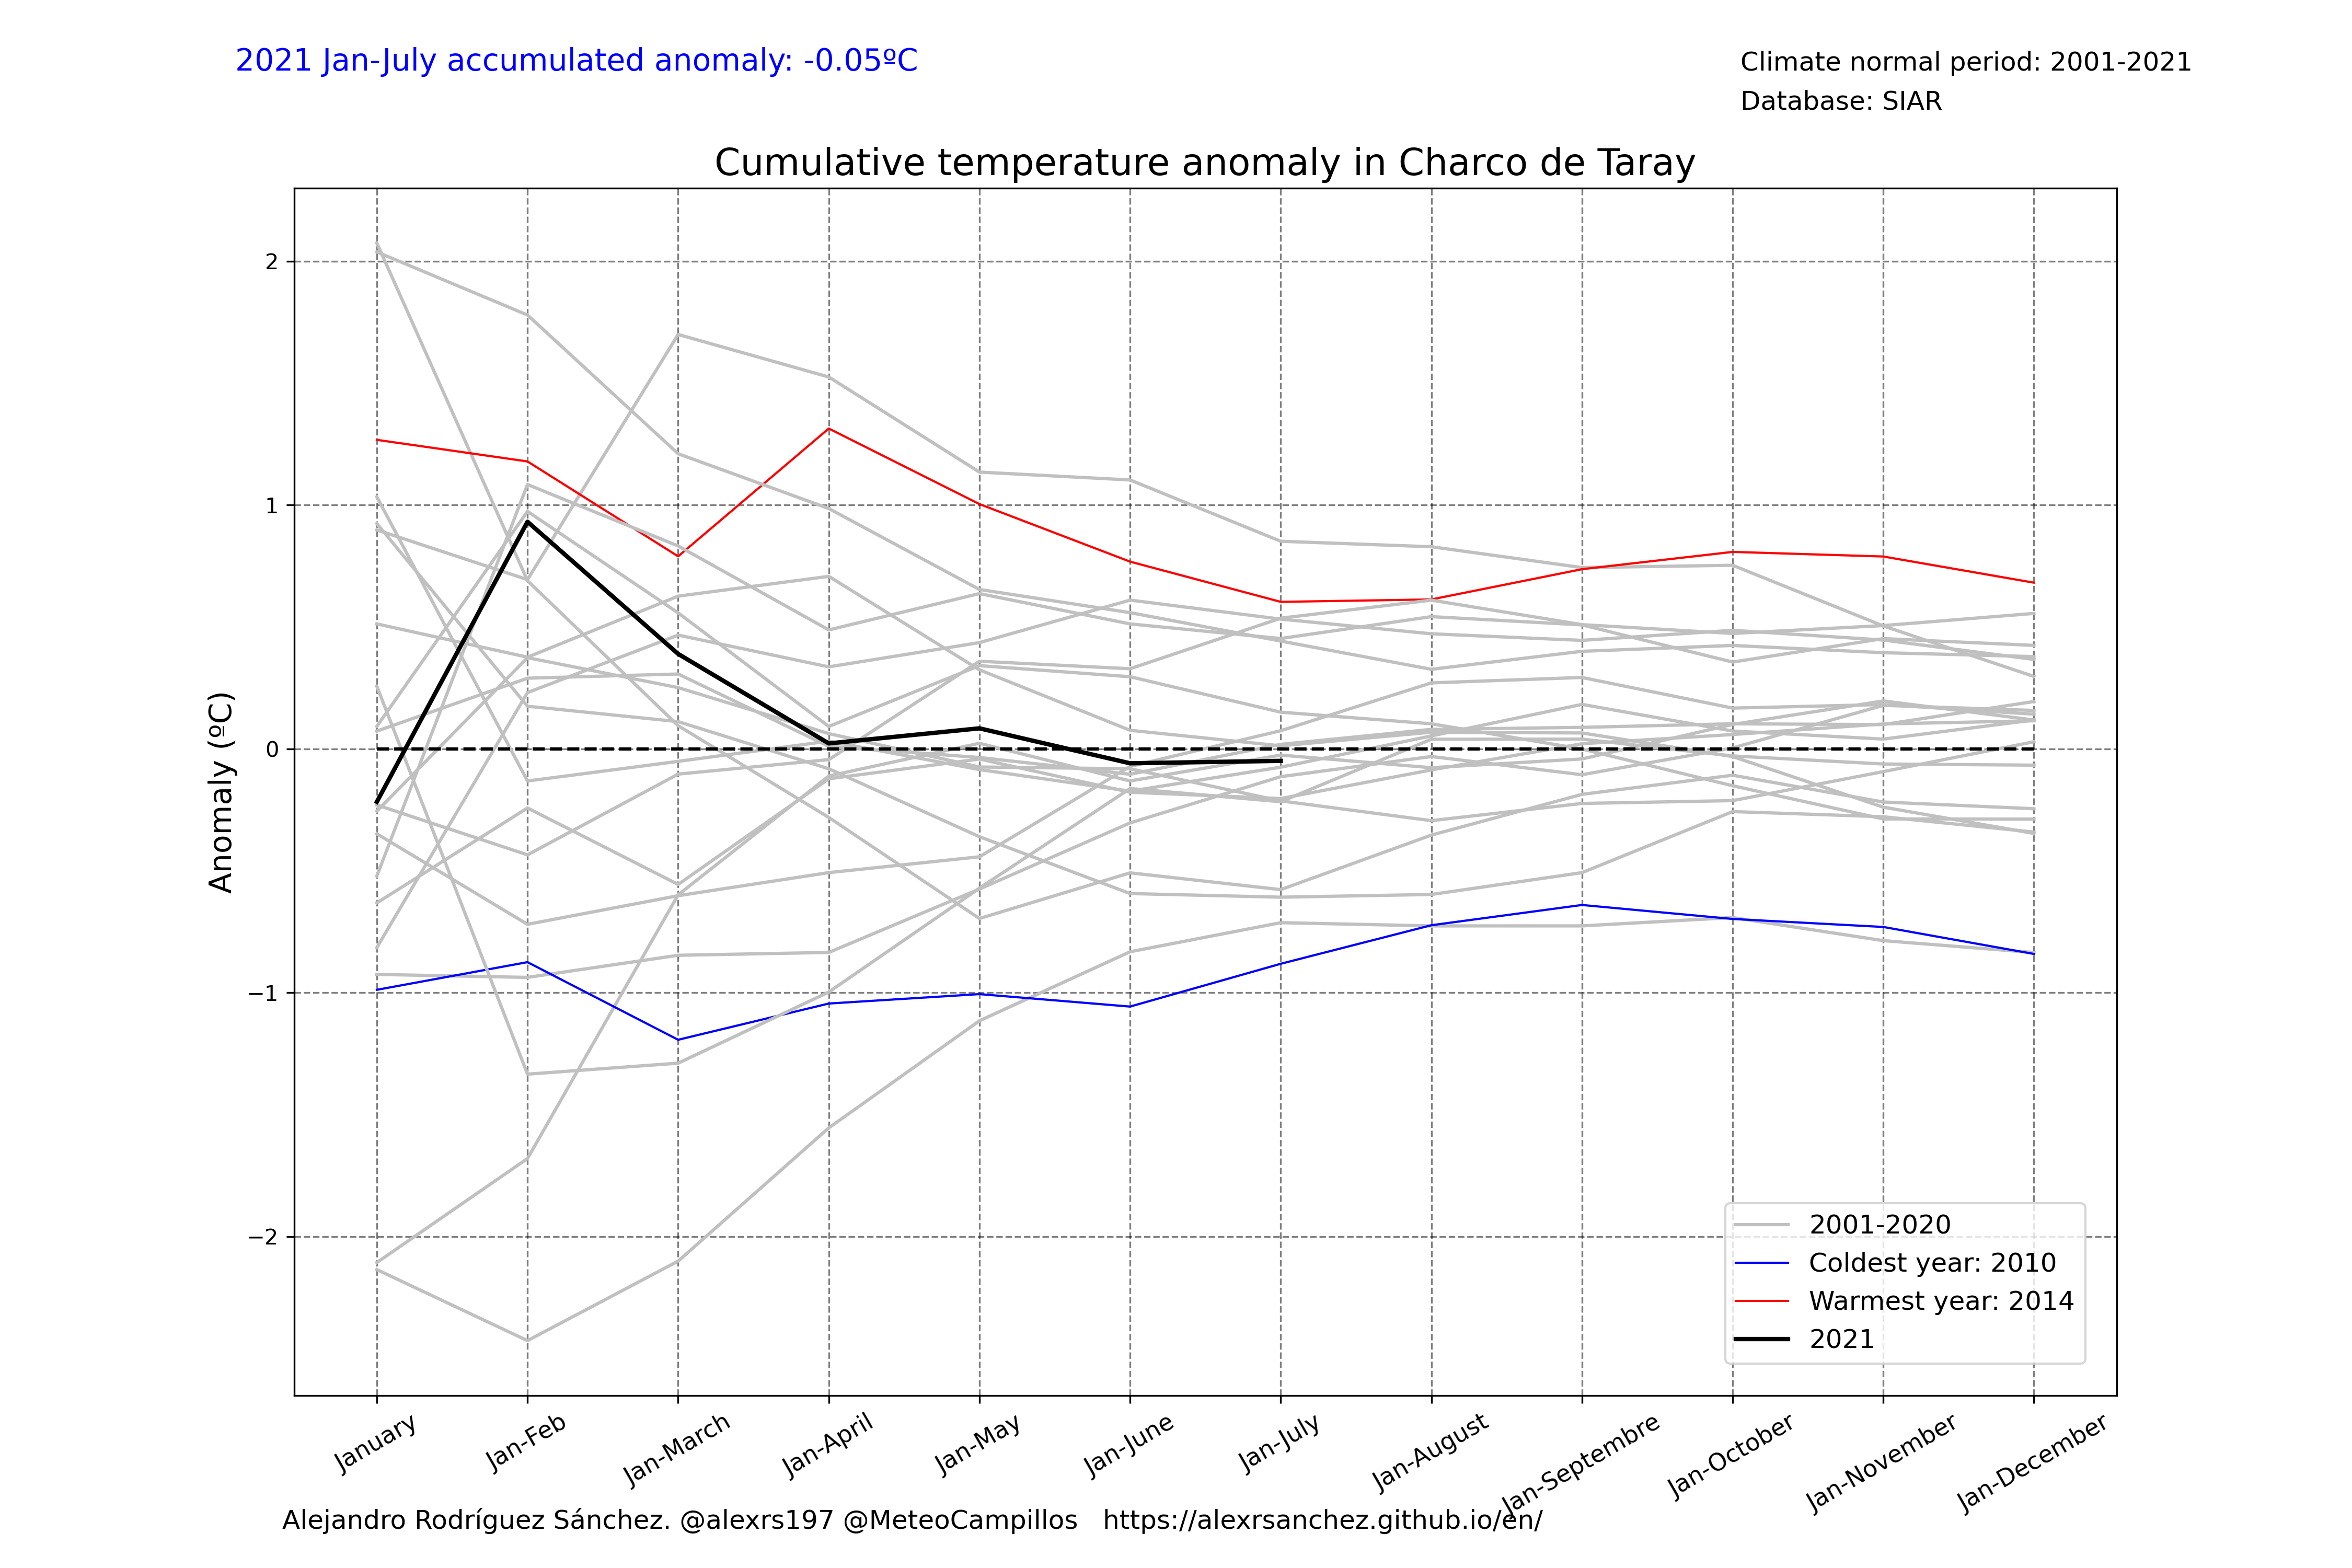 2021 Jan-July accumulated anomaly: -0.05ºC
Climate normal period: 2001-2021
Database: SIAR
Cumulative temperature anomaly in Charco de Taray
Anomaly (ºC)
2
1
0
−1
−2
2001-2020
Coldest year: 2010
Warmest year: 2014
2021
January
Jan-Feb
Jan-March
Jan-April
Jan-May
Jan-June
Jan-July
Jan-August
Jan-Septembre
Jan-October
Jan-November
Jan-December
Alejandro Rodríguez Sánchez. @alexrs197 @MeteoCampillos https://alexrsanchez.github.io/en/